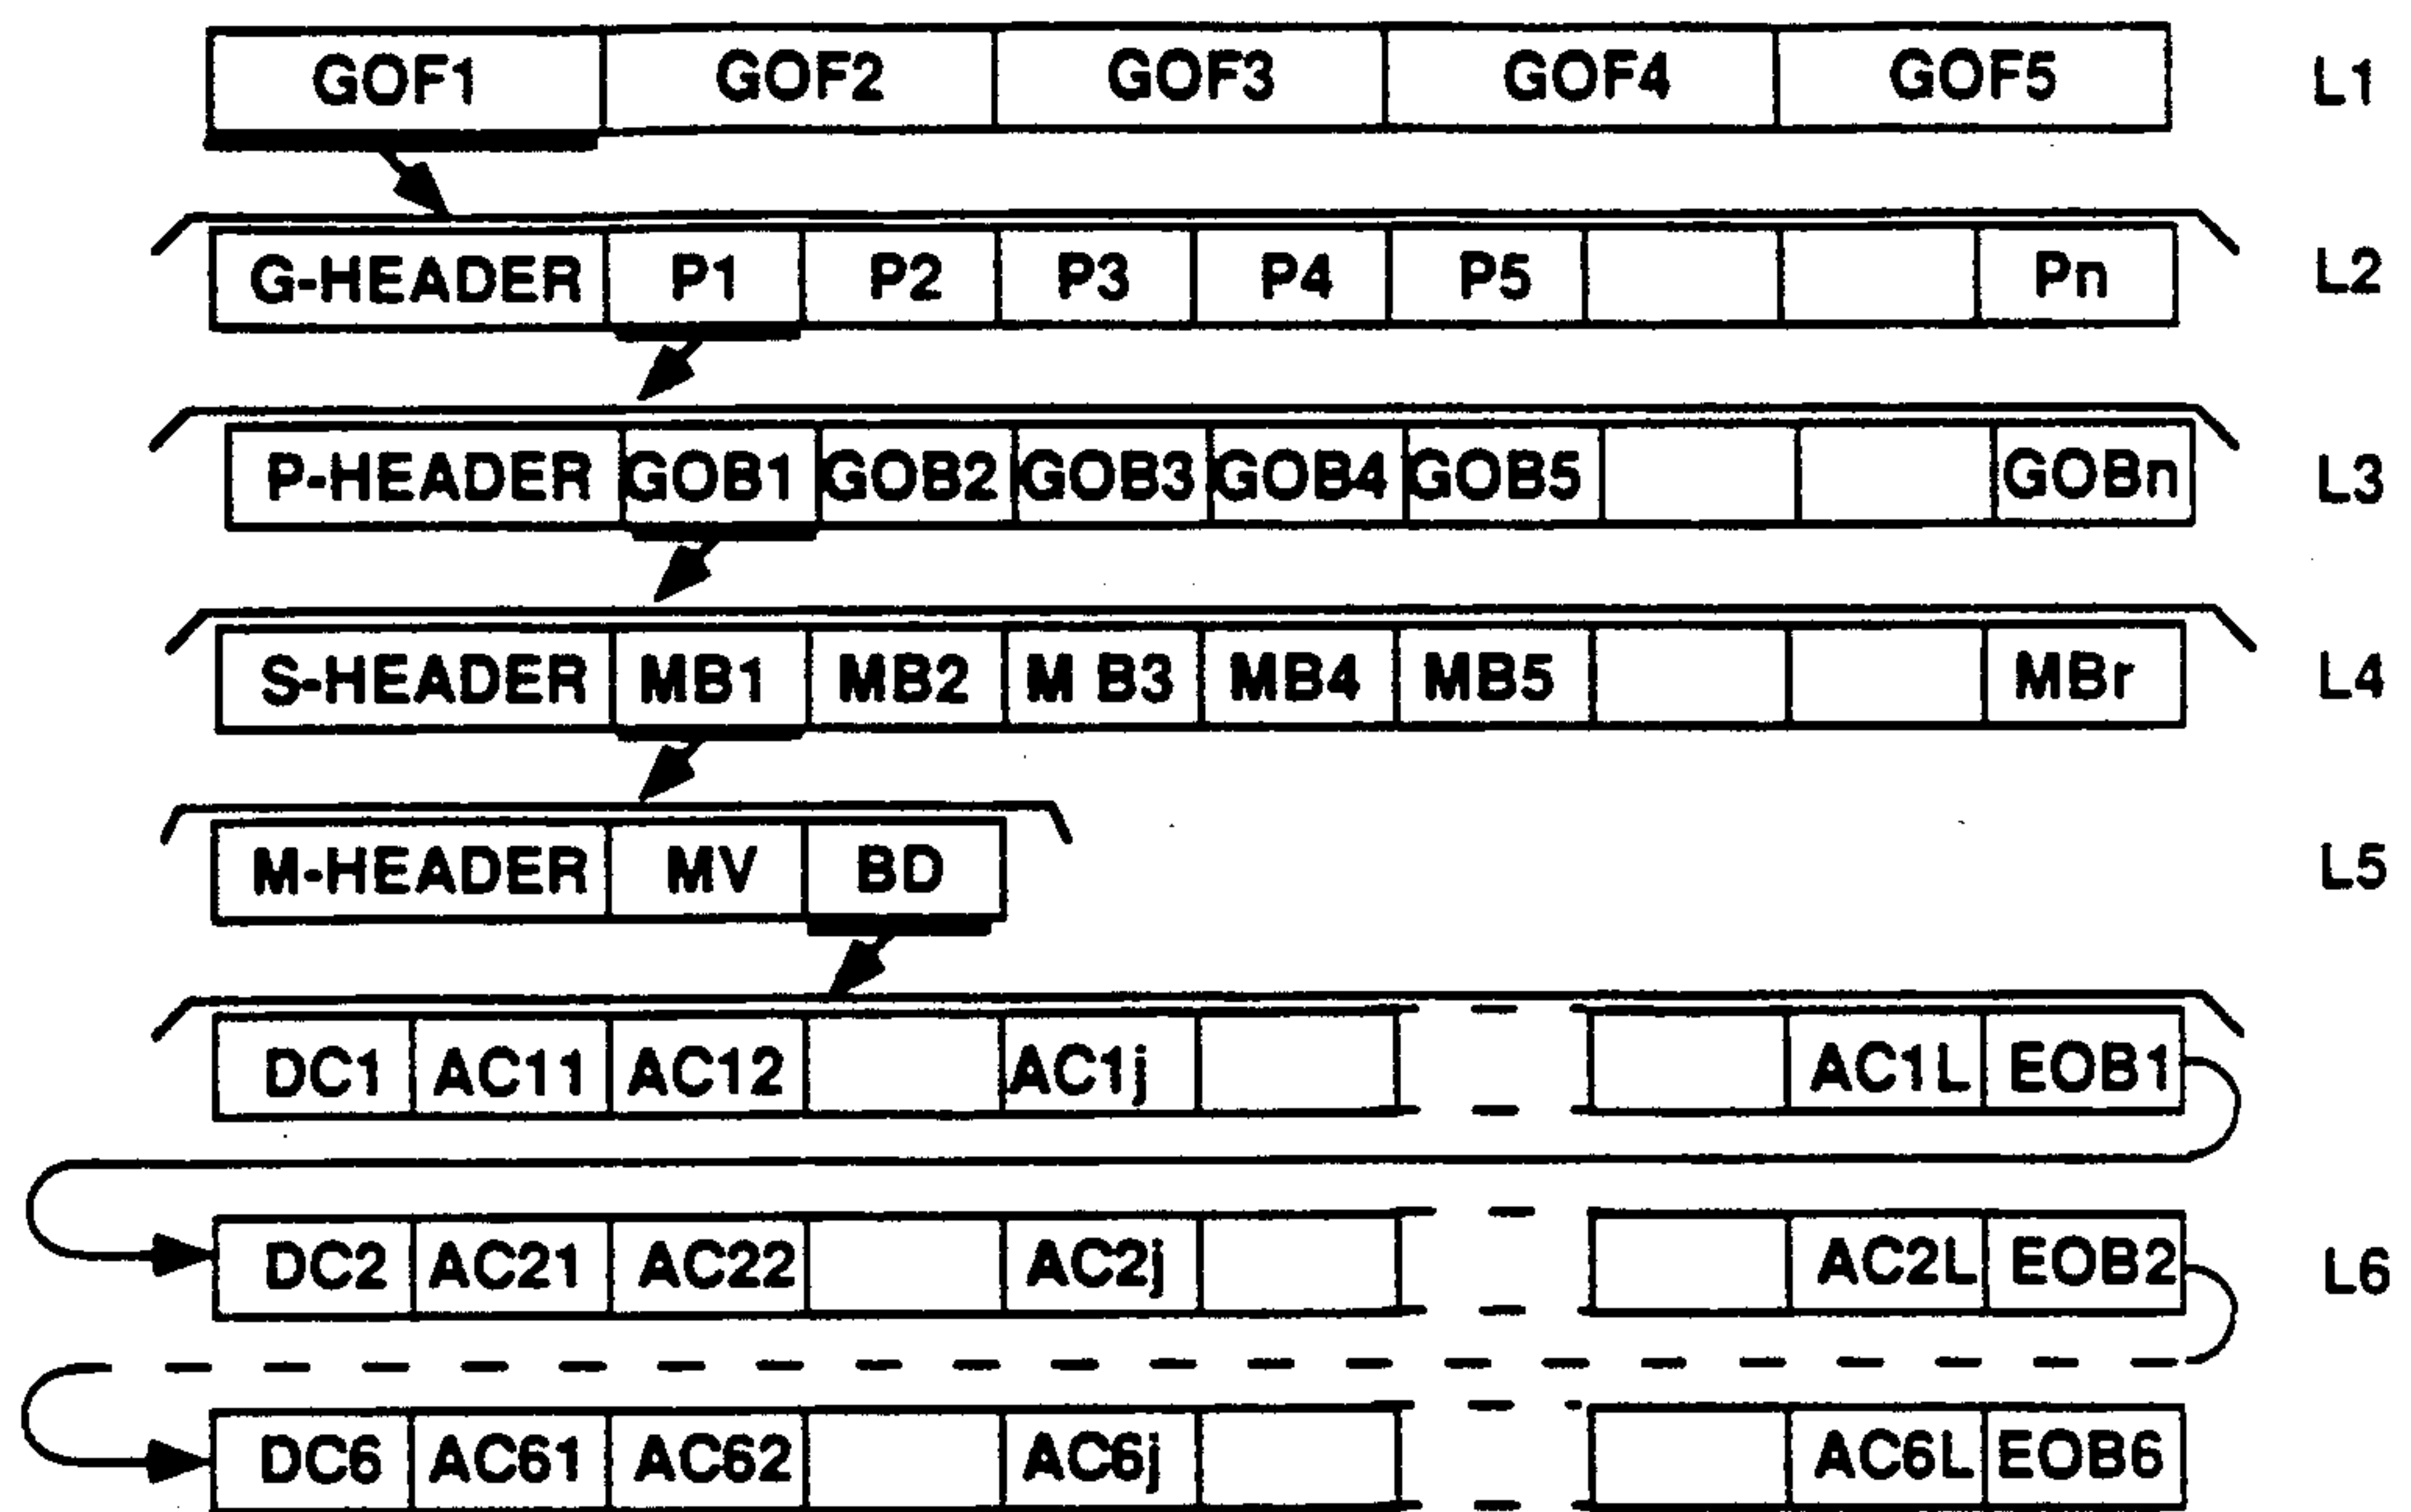 GOF1 GOF2 GOF3 GOF4 GOF5 L1
G-HEADER P1 P2 P3 P4 P5 Pn L2
P-HEADER GOB1 GOB2 GOB3 GOB4 GOB5 GOBn L3
S-HEADER MB1 MB2 M B3 MB4 MB5 MBr L4
M-HEADER MV BD L5
DC1 AC11 AC12 AC1j AC1L EOB1
DC2 AC21 AC22 AC2j AC2L EOB2 L6
DC6 AC61 AC62 AC6j AC6L EOB6